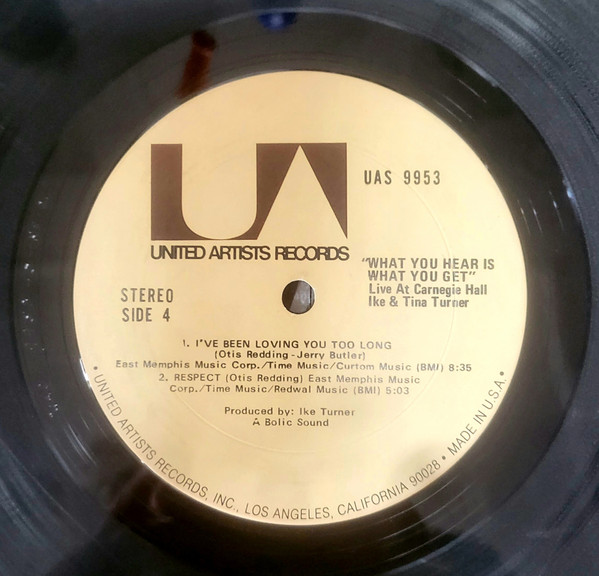 UA
UAS 9953
UNITED ARTISTS RECORDS
"WHAT YOU HEAR IS
WHAT YOU GET"
Live At Carnegie Hall
Ike & Tina Turner
STEREO
SIDE 4
1. I'VE BEEN LOVING YOU TOO LONG
(Otis Redding - Jerry Butler)
East Memphis Music Corp./Time Music/Curtom Music (BMI) 8:35
2. RESPECT (Otis Redding) East Memphis Music
Corp./Time Music/Redwal Music (BMI) 5:03
Produced by: Ike Turner
A Bolic Sound
• UNITED ARTISTS RECORDS, INC., LOS ANGELES, CALIFORNIA 90028 • MADE IN U.S.A. •